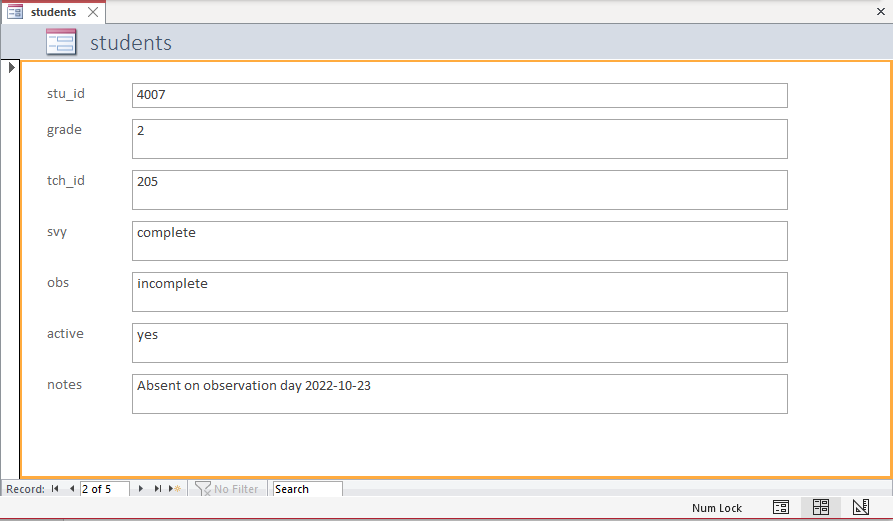 students
students
stu_id 4007
grade 2
tch_id 205
svy complete
obs incomplete
active yes
notes Absent on observation day 2022-10-23
Record: 2 of 5 No Filter Search
Num Lock